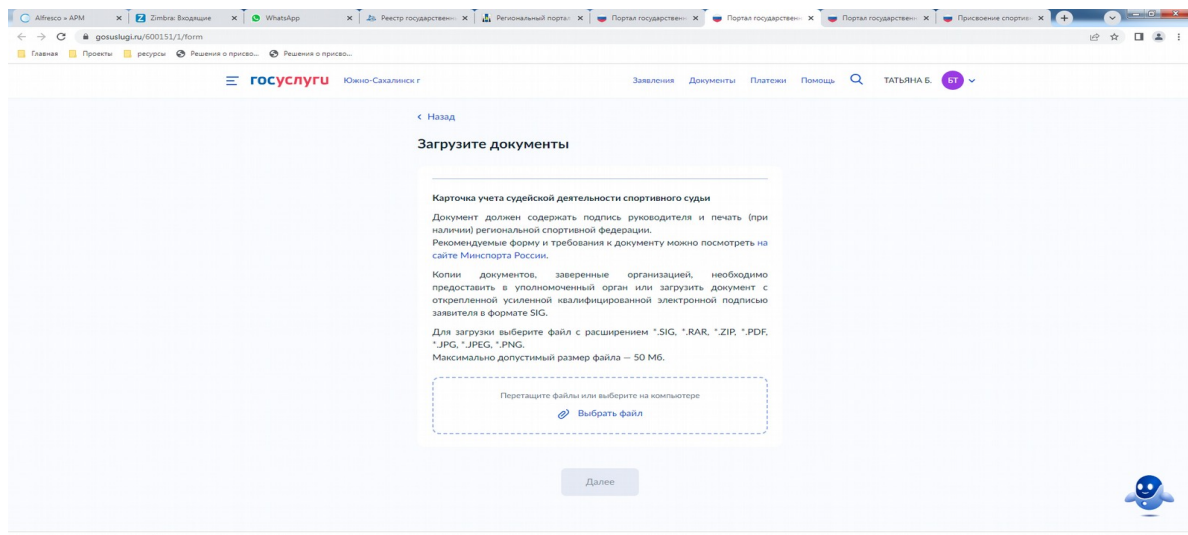 Alfresco » АРМ
Zimbra: Входящие
WhatsApp
Реестр государственн
Региональный портал
Портал государственн
Портал государственн
Портал государственн
Присвоение спортив
gosuslugi.ru/600151/1/form
Главная
Проекты
ресурсы
Решения о присво...
Решения о присво...
госуслуги
Южно-Сахалинск г
Заявления
Документы
Платежи
Помощь
ТАТЬЯНА Б.
БТ
Назад
Загрузите документы
Карточка учета судейской деятельности спортивного судьи
Документ должен содержать подпись руководителя и печать (при
наличии) региональной спортивной федерации.
Рекомендуемые форму и требования к документу можно посмотреть на
сайте Минспорта России.
Копии документов, заверенные организацией, необходимо
предоставить в уполномоченный орган или загрузить документ с
открепленной усиленной квалифицированной электронной подписью
заявителя в формате SIG.
Для загрузки выберите файл с расширением *.SIG, *.RAR, *.ZIP, *.PDF,
*.JPG, *.JPEG, *.PNG.
Максимально допустимый размер файла — 50 Мб.
Перетащите файлы или выберите на компьютере
Выбрать файл
Далее